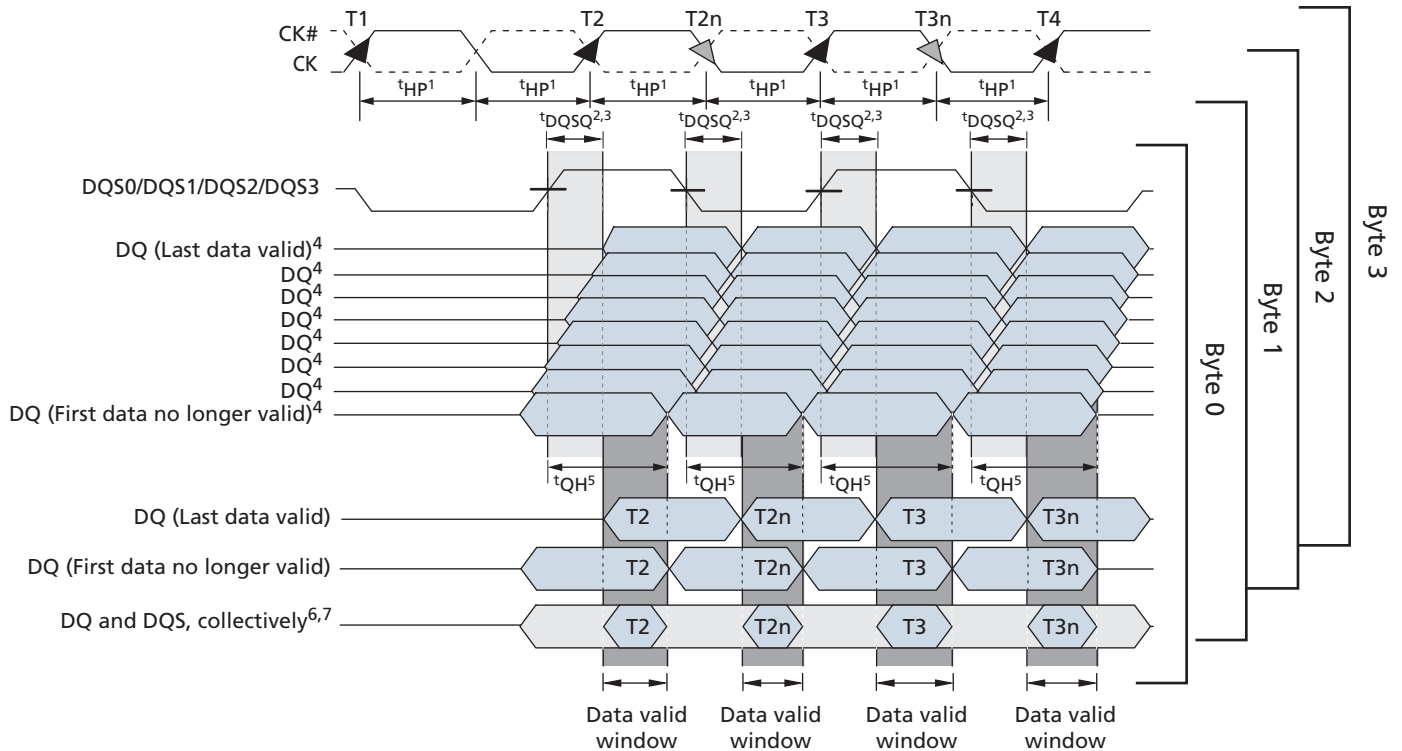 T1 T2 T2n T3 T3n T4
CK#
CK
tHP1 tHP1 tHP1 tHP1 tHP1 tHP1
tDQSQ2,3 tDQSQ2,3 tDQSQ2,3 tDQSQ2,3
DQS0/DQS1/DQS2/DQS3
DQ (Last data valid)4
DQ4
DQ4
DQ4
DQ4
DQ4
DQ4
DQ (First data no longer valid)4
tQH5 tQH5 tQH5 tQH5
DQ (Last data valid) T2 T2n T3 T3n
DQ (First data no longer valid) T2 T2n T3 T3n
DQ and DQS, collectively6,7 T2 T2n T3 T3n
Data valid window
Data valid window
Data valid window
Data valid window
Byte 0
Byte 1
Byte 2
Byte 3